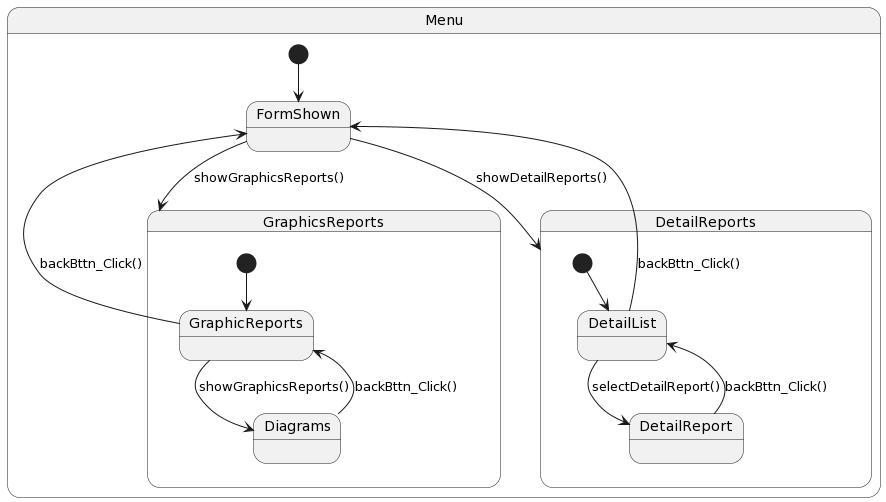 Menu
FormShown
showGraphicsReports()
showDetailReports()
GraphicsReports
DetailReports
backBttn_Click()
backBttn_Click()
GraphicReports
DetailList
showGraphicsReports()
backBttn_Click()
selectDetailReport()
backBttn_Click()
Diagrams
DetailReport